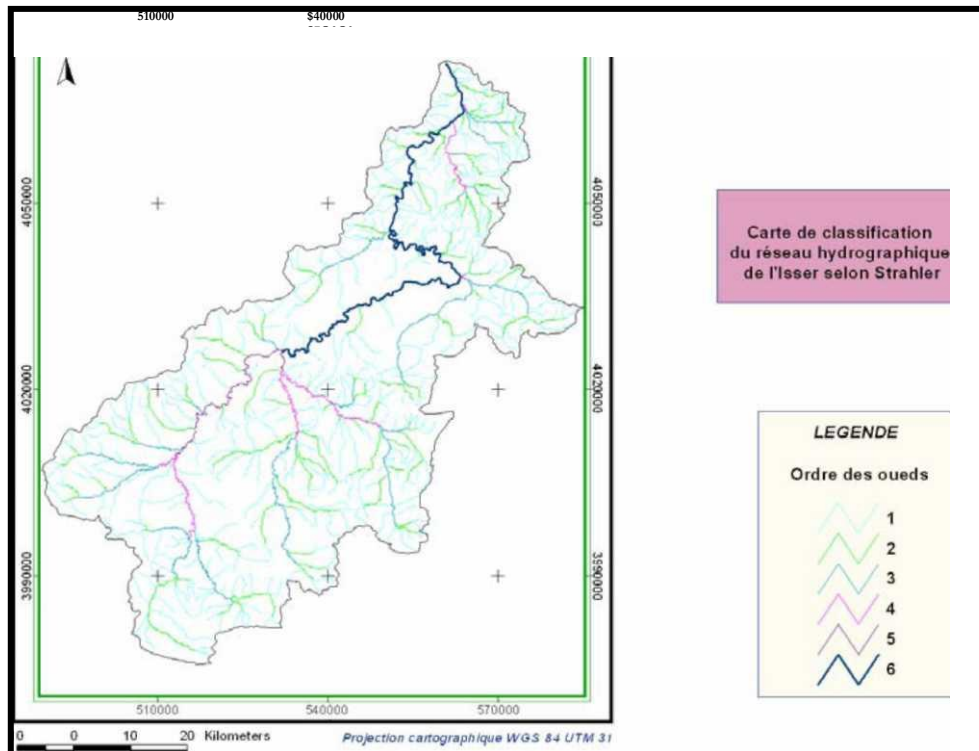 510000 $40000
4050000 4050000
4020000 4020000
3990000 3990000
510000 540000 570000
0 0 10 20 Kilometers
Projection cartographique WGS 84 UTM 31
Carte de classification
du réseau hydrographique
de l'Isser selon Strahler
LEGENDE
Ordre des oueds
1
2
3
4
5
6